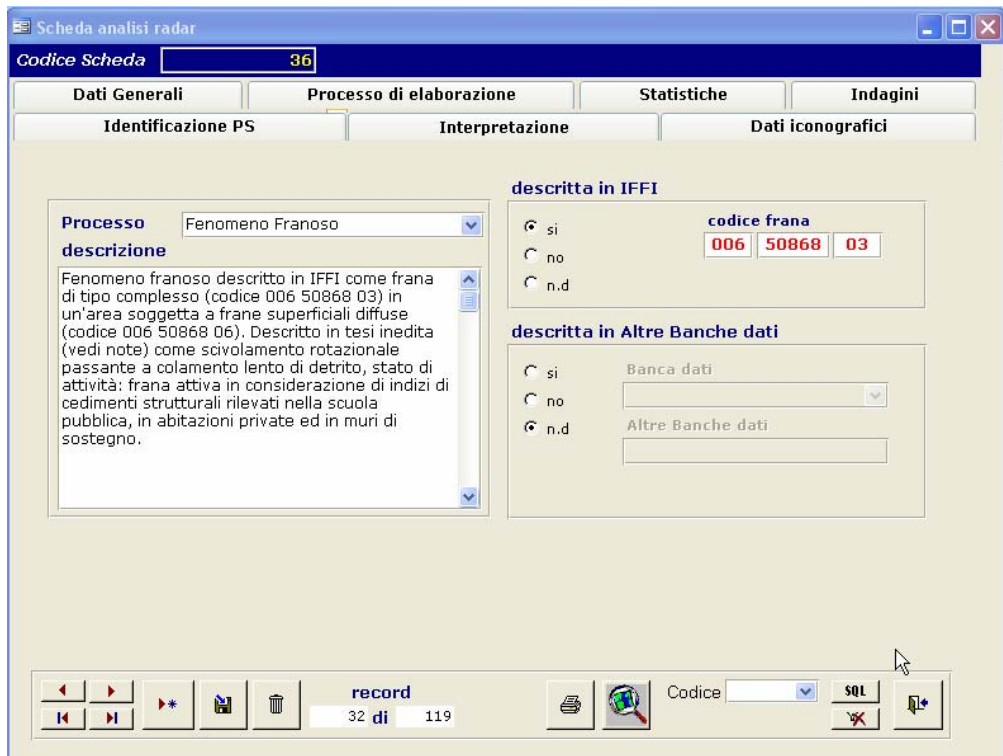 Scheda analisi radar
Codice Scheda 36
Dati Generali Processo di elaborazione Statistiche Indagini
Identificazione PS Interpretazione Dati iconografici
Processo Fenomeno Franoso
descrizione
Fenomeno franoso descritto in IFFI come frana
di tipo complesso (codice 006 50868 03) in
un'area soggetta a frane superficiali diffuse
(codice 006 50868 06). Descritto in tesi inedita
(vedi note) come scivolamento rotazionale
passante a colamento lento di detrito, stato di
attività: frana attiva in considerazione di indizi di
cedimenti strutturali rilevati nella scuola
pubblica, in abitazioni private ed in muri di
sostegno.
descritta in IFFI
si
no
n.d
codice frana
006 50868 03
descritta in Altre Banche dati
si
no
n.d
Banca dati
Altre Banche dati
record
32 di 119
Codice
SQL